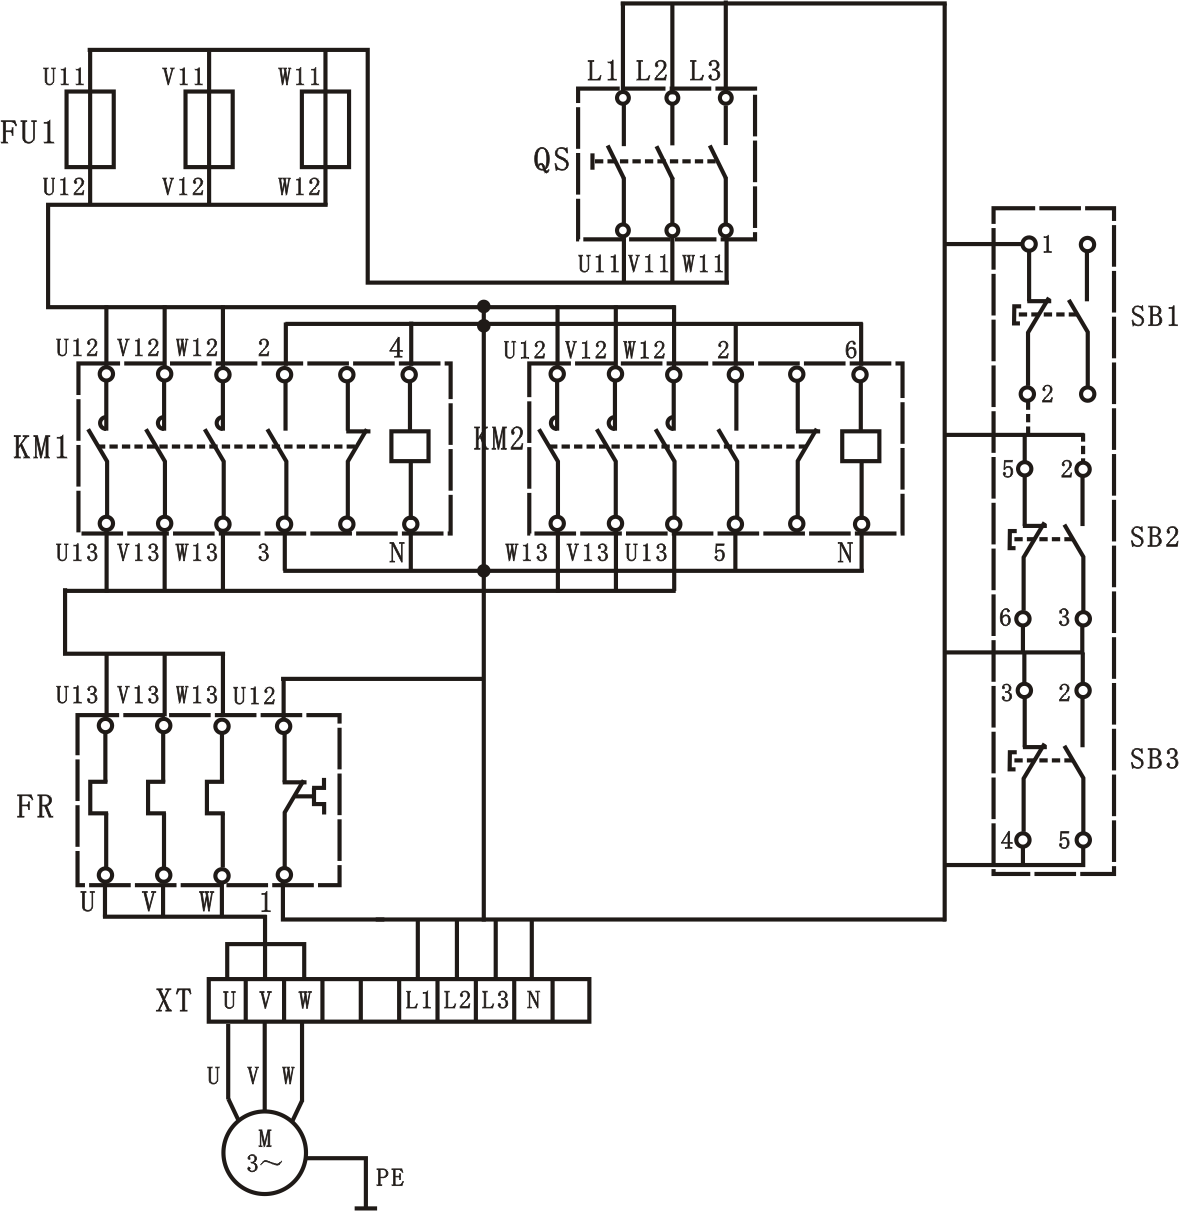 L1 L2 L3
U11 V11 W11
FU1
U12 V12 W12
QS
U11 V11 W11
1
SB1
2
U12 V12 W12 2 4
U12 V12 W12 2 6
KM1
KM2
5 2
SB2
U13 V13 W13 3 N
W13 V13 U13 5 N
6 3
3 2
U13 V13 W13 U12
SB3
FR
4 5
U V W 1
XT
U V W L1 L2 L3 N
U V W
M
3~
PE